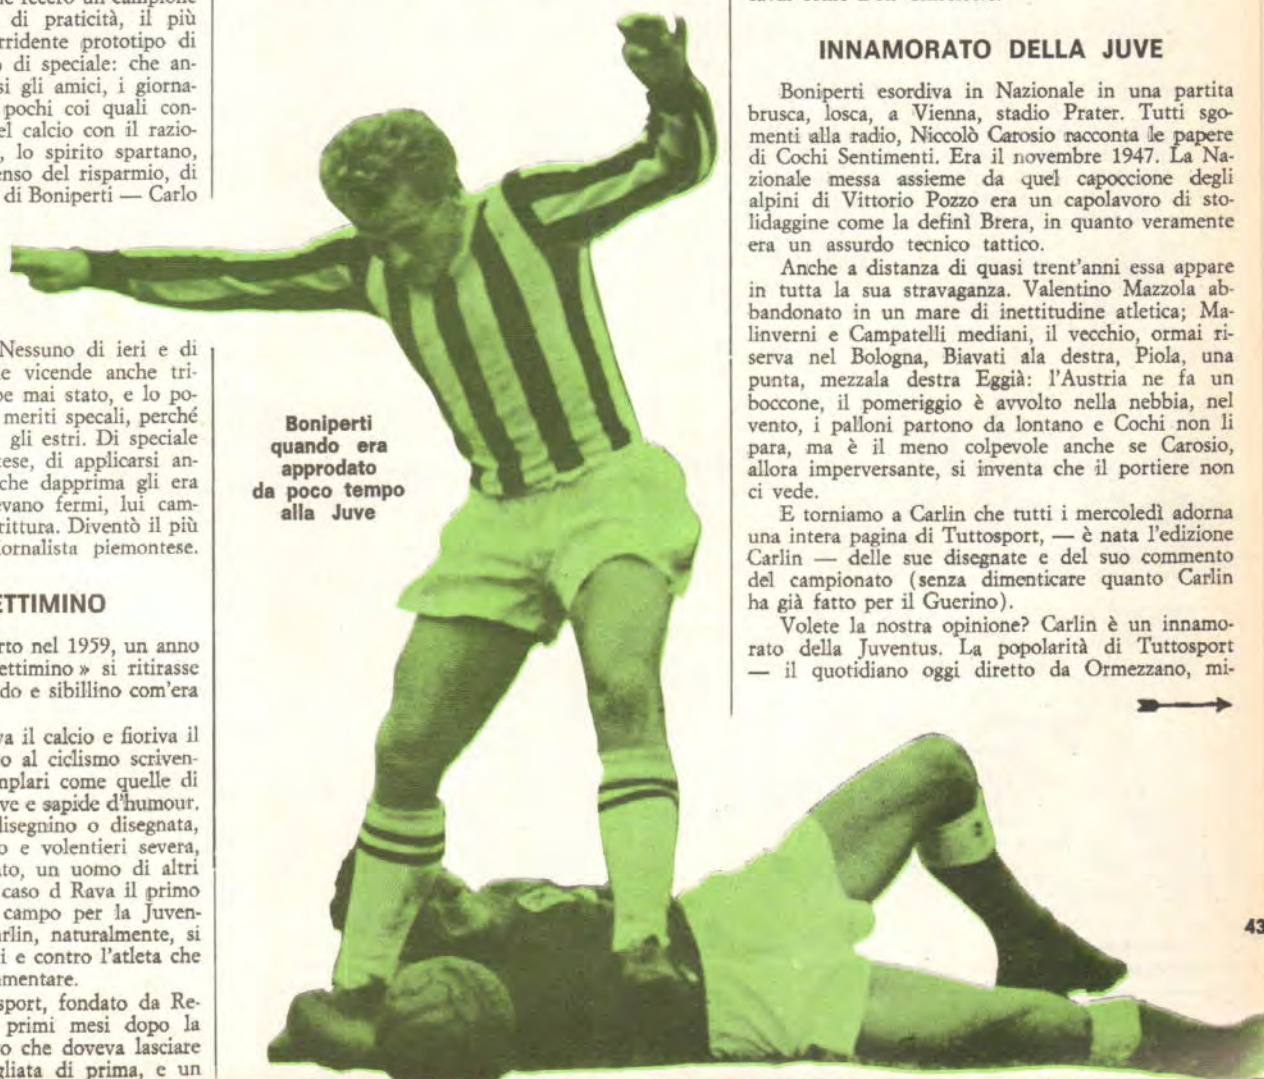 di praticità, il più
rridente prototipo di
di speciale: che an-
si gli amici, i giorna-
pochi coi quali con-
el calcio con il razio-
, lo spirito spartano,
enso del risparmio, di
di Boniperti — Carlo
Nessuno di ieri e di
e vicende anche tri-
be mai stato, e lo po-
meriti specali, perché
gli estri. Di speciale
ese, di applicarsi an-
che dapprima gli era
evano fermi, lui cam-
rittura. Diventò il più
ornalista piemontese.
ETTIMINO
rto nel 1959, un anno
ettimino » si ritirasse
do e sibillino com'era
va il calcio e fioriva il
o al ciclismo scriven-
mplari come quelle di
ve e sapide d'humour.
disegnino o disegnata,
o e volentieri severa,
ato, un uomo di altri
caso d Rava il primo
campo per la Juven-
arlin, naturalmente, si
i e contro l'atleta che
mentare.
sport, fondato da Re-
primi mesi dopo la
o che doveva lasciare
gliata di prima, e un
Boniperti
quando era
approdato
da poco tempo
alla Juve
INNAMORATO DELLA JUVE
Boniperti esordiva in Nazionale in una partita
brusca, losca, a Vienna, stadio Prater. Tutti sgo-
menti alla radio, Niccolò Carosio racconta le papere
di Cochi Sentimenti. Era il novembre 1947. La Na-
zionale messa assieme da quel capoccione degli
alpini di Vittorio Pozzo era un capolavoro di sto-
lidaggine come la definì Brera, in quanto veramente
era un assurdo tecnico tattico.
Anche a distanza di quasi trent'anni essa appare
in tutta la sua stravaganza. Valentino Mazzola ab-
bandonato in un mare di inettitudine atletica; Ma-
linverni e Campatelli mediani, il vecchio, ormai ri-
serva nel Bologna, Biavati ala destra, Piola, una
punta, mezzala destra Eggià: l'Austria ne fa un
boccone, il pomeriggio è avvolto nella nebbia, nel
vento, i palloni partono da lontano e Cochi non li
para, ma è il meno colpevole anche se Carosio,
allora imperversante, si inventa che il portiere non
ci vede.
E torniamo a Carlin che tutti i mercoledì adorna
una intera pagina di Tuttosport, — è nata l'edizione
Carlin — delle sue disegnate e del suo commento
del campionato (senza dimenticare quanto Carlin
ha già fatto per il Guerino).
Volete la nostra opinione? Carlin è un innamo-
rato della Juventus. La popolarità di Tuttosport
— il quotidiano oggi diretto da Ormezzano, mi-
43